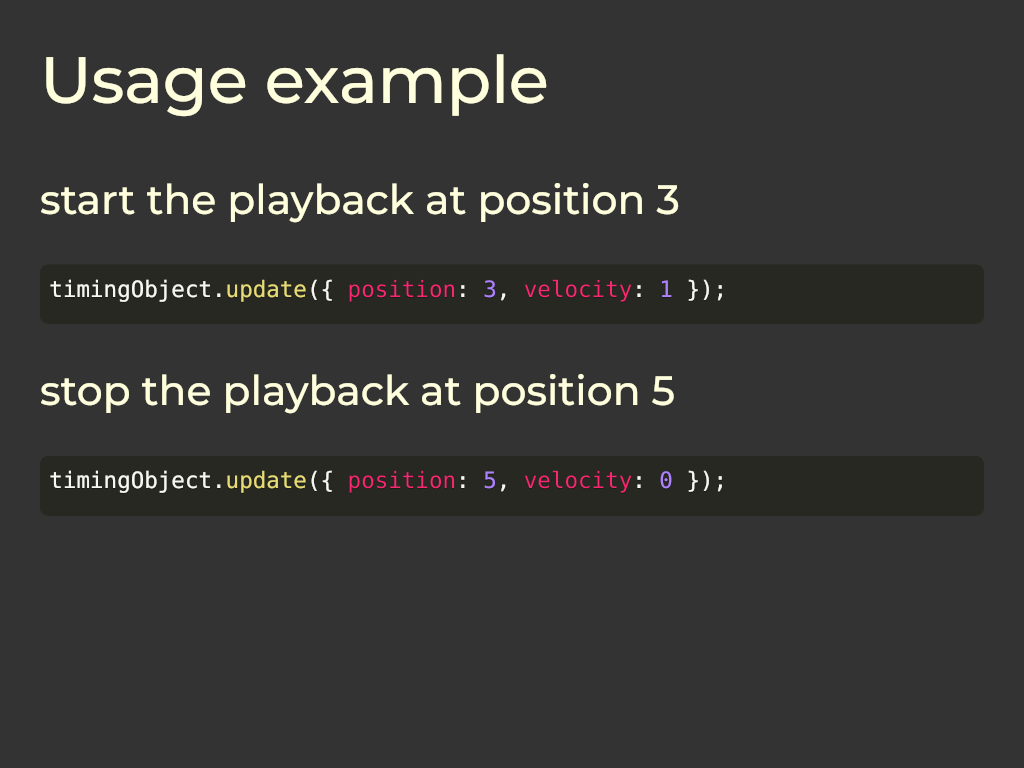 Usage example
start the playback at position 3
timingObject.update({ position: 3, velocity: 1 });
stop the playback at position 5
timingObject.update({ position: 5, velocity: 0 });